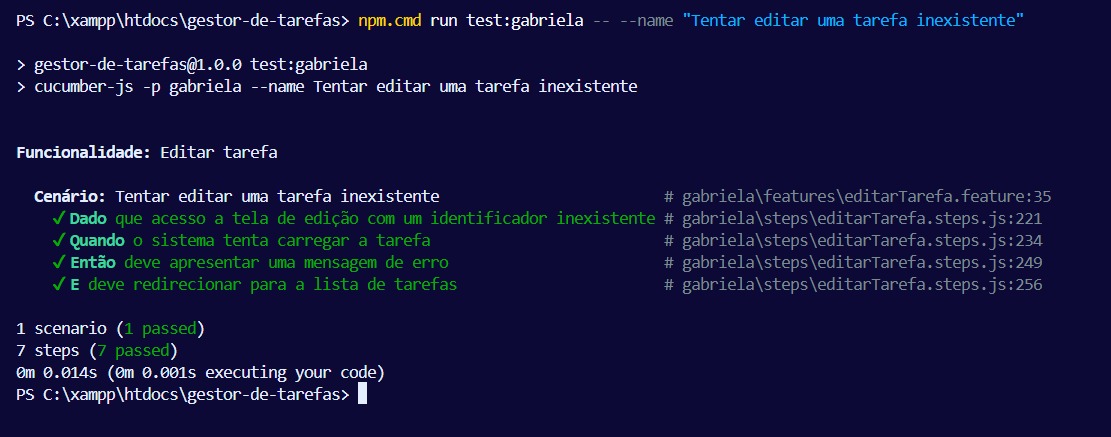 PS C:\xampp\htdocs\gestor-de-tarefas> npm.cmd run test:gabriela -- --name "Tentar editar uma tarefa inexistente"
> gestor-de-tarefas@1.0.0 test:gabriela
> cucumber-js -p gabriela --name Tentar editar uma tarefa inexistente
Funcionalidade: Editar tarefa
Cenário: Tentar editar uma tarefa inexistente # gabriela\features\editarTarefa.feature:35
✓ Dado que acesso a tela de edição com um identificador inexistente # gabriela\steps\editarTarefa.steps.js:221
✓ Quando o sistema tenta carregar a tarefa # gabriela\steps\editarTarefa.steps.js:234
✓ Então deve apresentar uma mensagem de erro # gabriela\steps\editarTarefa.steps.js:249
✓ E deve redirecionar para a lista de tarefas # gabriela\steps\editarTarefa.steps.js:256
1 scenario (1 passed)
7 steps (7 passed)
0m 0.014s (0m 0.001s executing your code)
PS C:\xampp\htdocs\gestor-de-tarefas>